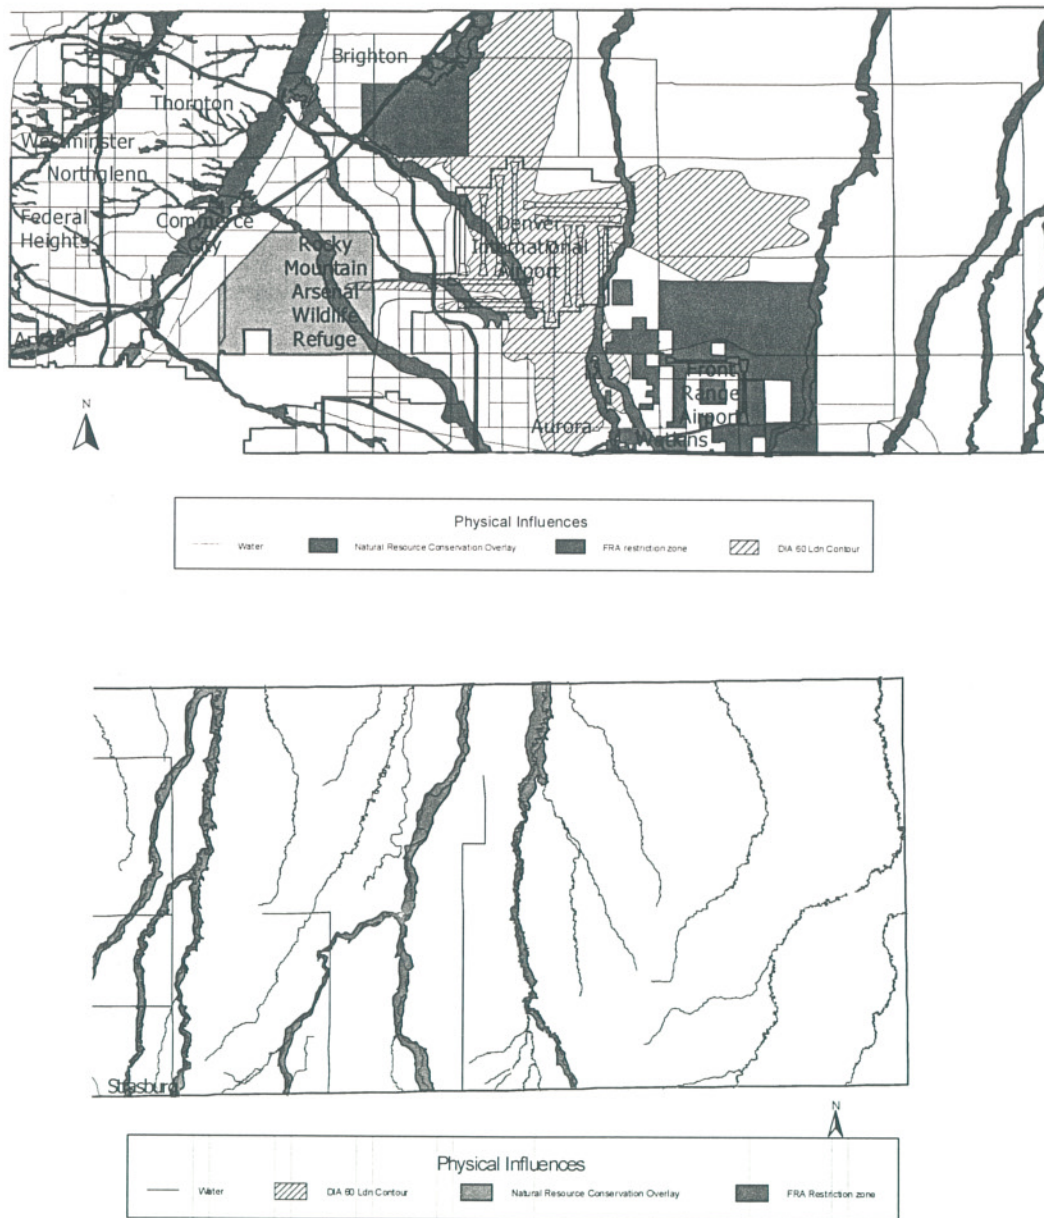 Brighton
Thornton
Westminster
Northglenn
Federal
Heights
Commerce
City
Rocky
Mountain
Arsenal
Wildlife
Refuge
Denver
International
Airport
Arvada
Front
Range
Airport
Aurora
Watkins
N
Physical Influences
Water
Natural Resource Conservation Overlay
FRA restriction zone
DIA 60 Ldn Contour
Strasburg
N
Physical Influences
Water
DIA 60 Ldn Contour
Natural Resource Conservation Overlay
FRA Restriction zone